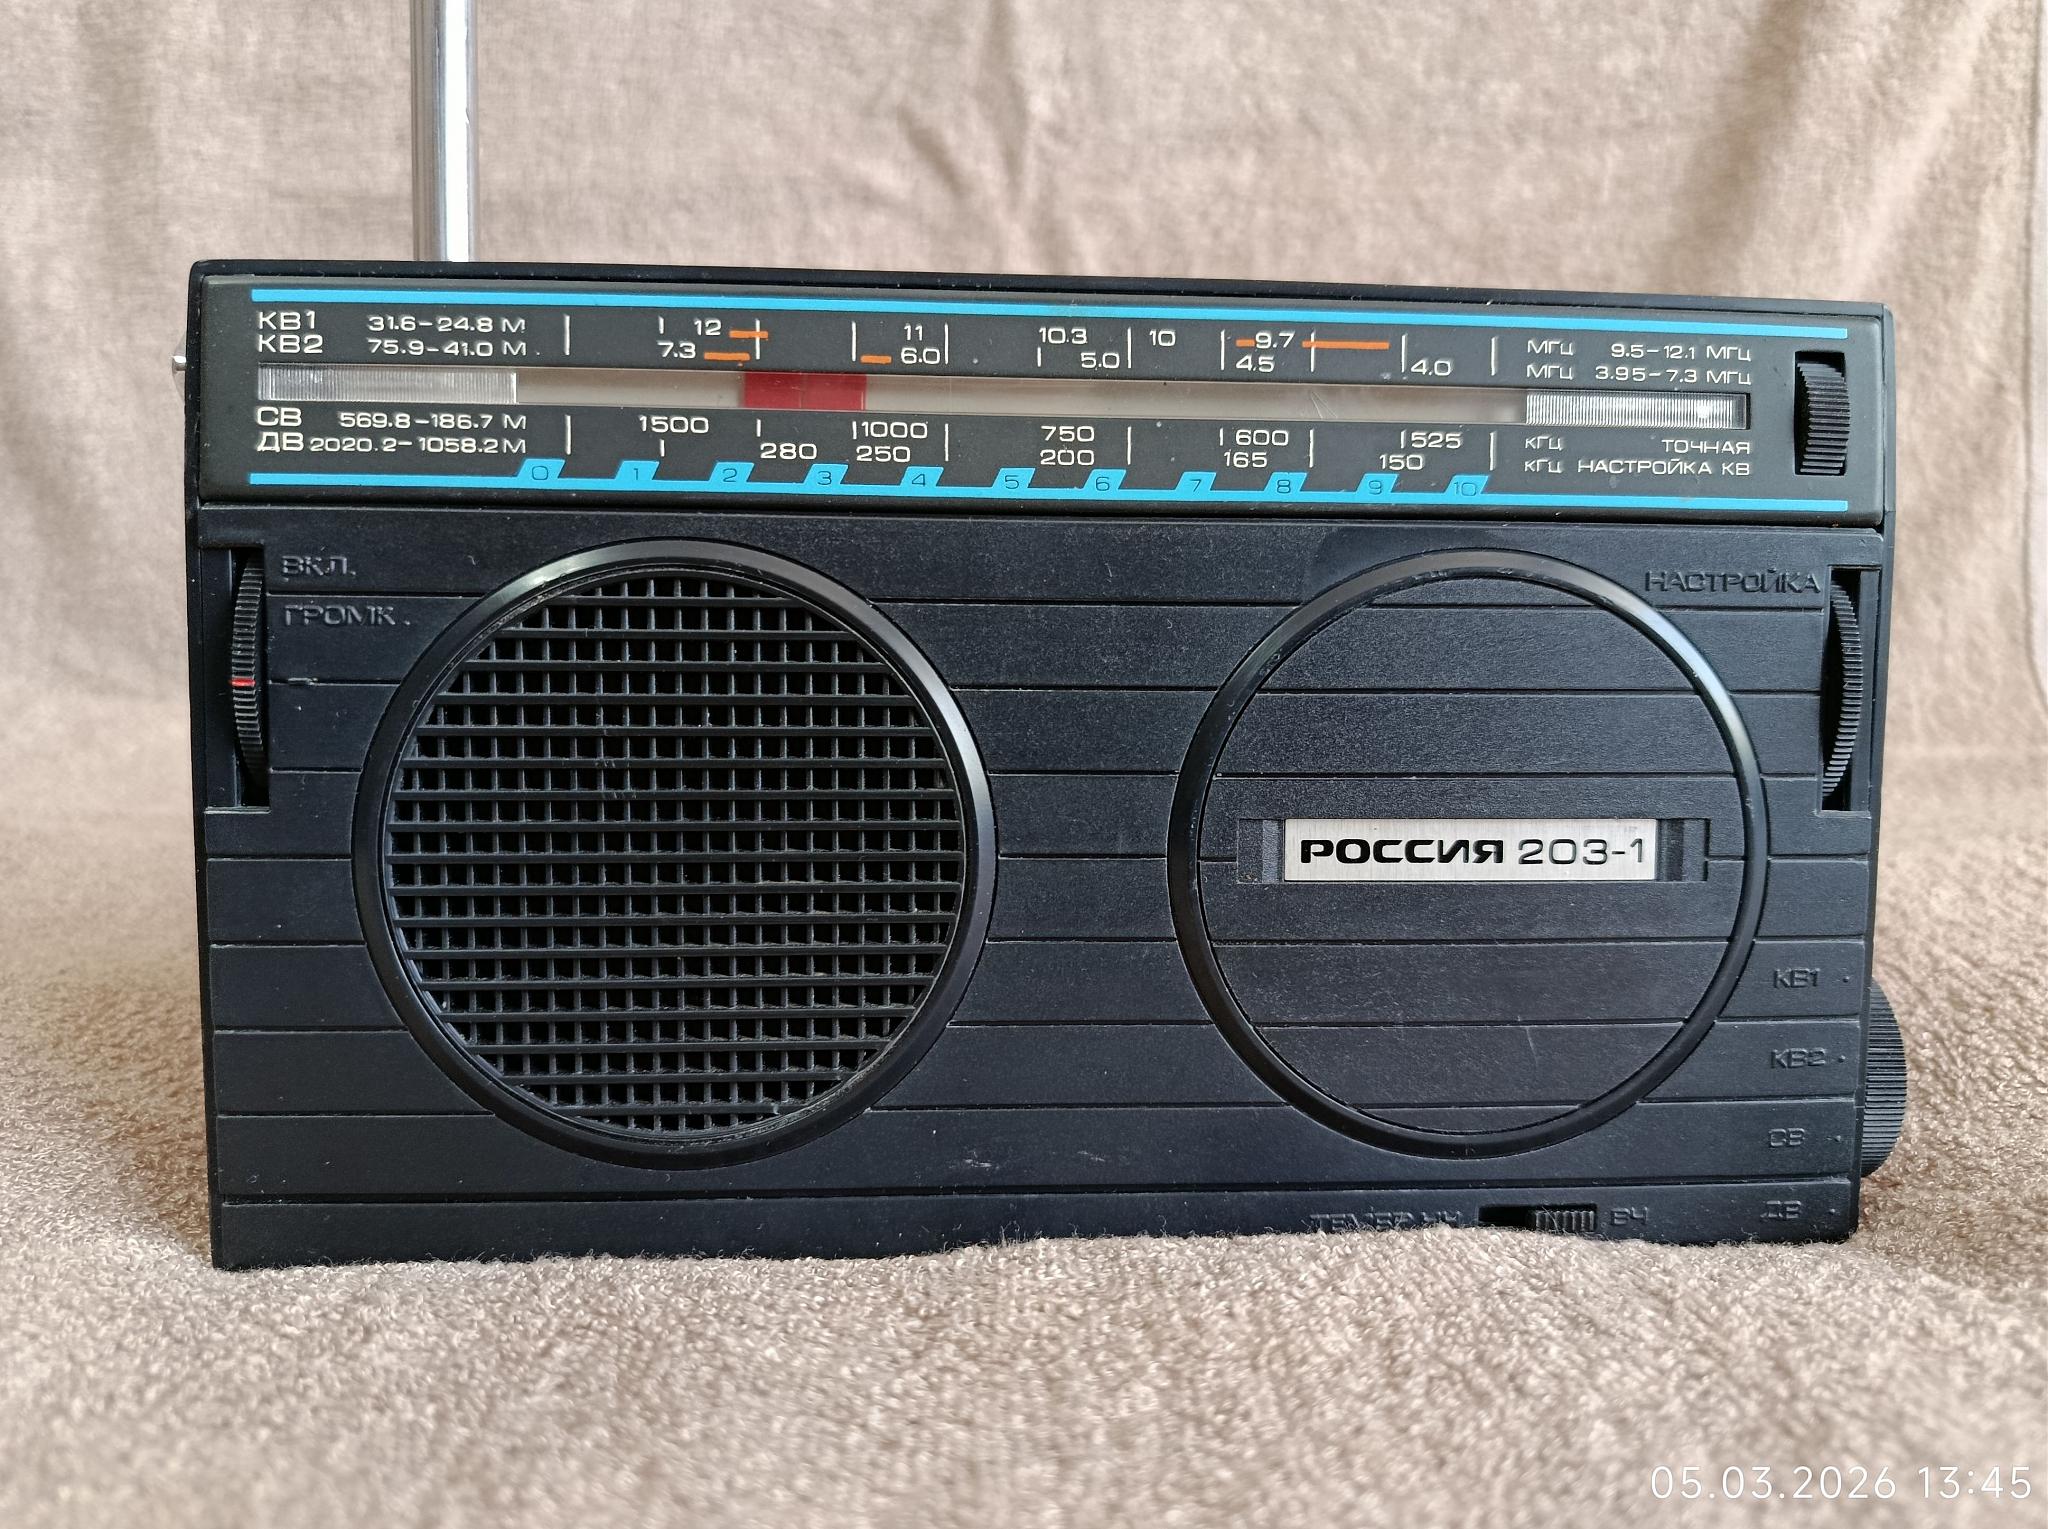 КВ1 31.6-24.8 М 12 11 10.3 10 9.7 МГЦ 9.5-12.1 МГЦ
КВ2 75.9-41.0 М 7.3 6.0 5.0 4.5 4.0 МГЦ 3.95-7.3 МГЦ
СВ 569.8-186.7 М 1500 1000 750 600 525 КГЦ ТОЧНАЯ
ДВ 2020.2-1058.2 М 280 250 200 165 150 КГЦ НАСТРОЙКА КВ
0 1 2 3 4 5 6 7 8 9 10
ВКЛ.
ГРОМК.
НАСТРОЙКА
РОССИЯ 203-1
КВ1
КВ2
СВ
ДВ
ТЕМБР НЧ ВЧ
05.03.2026 13:45